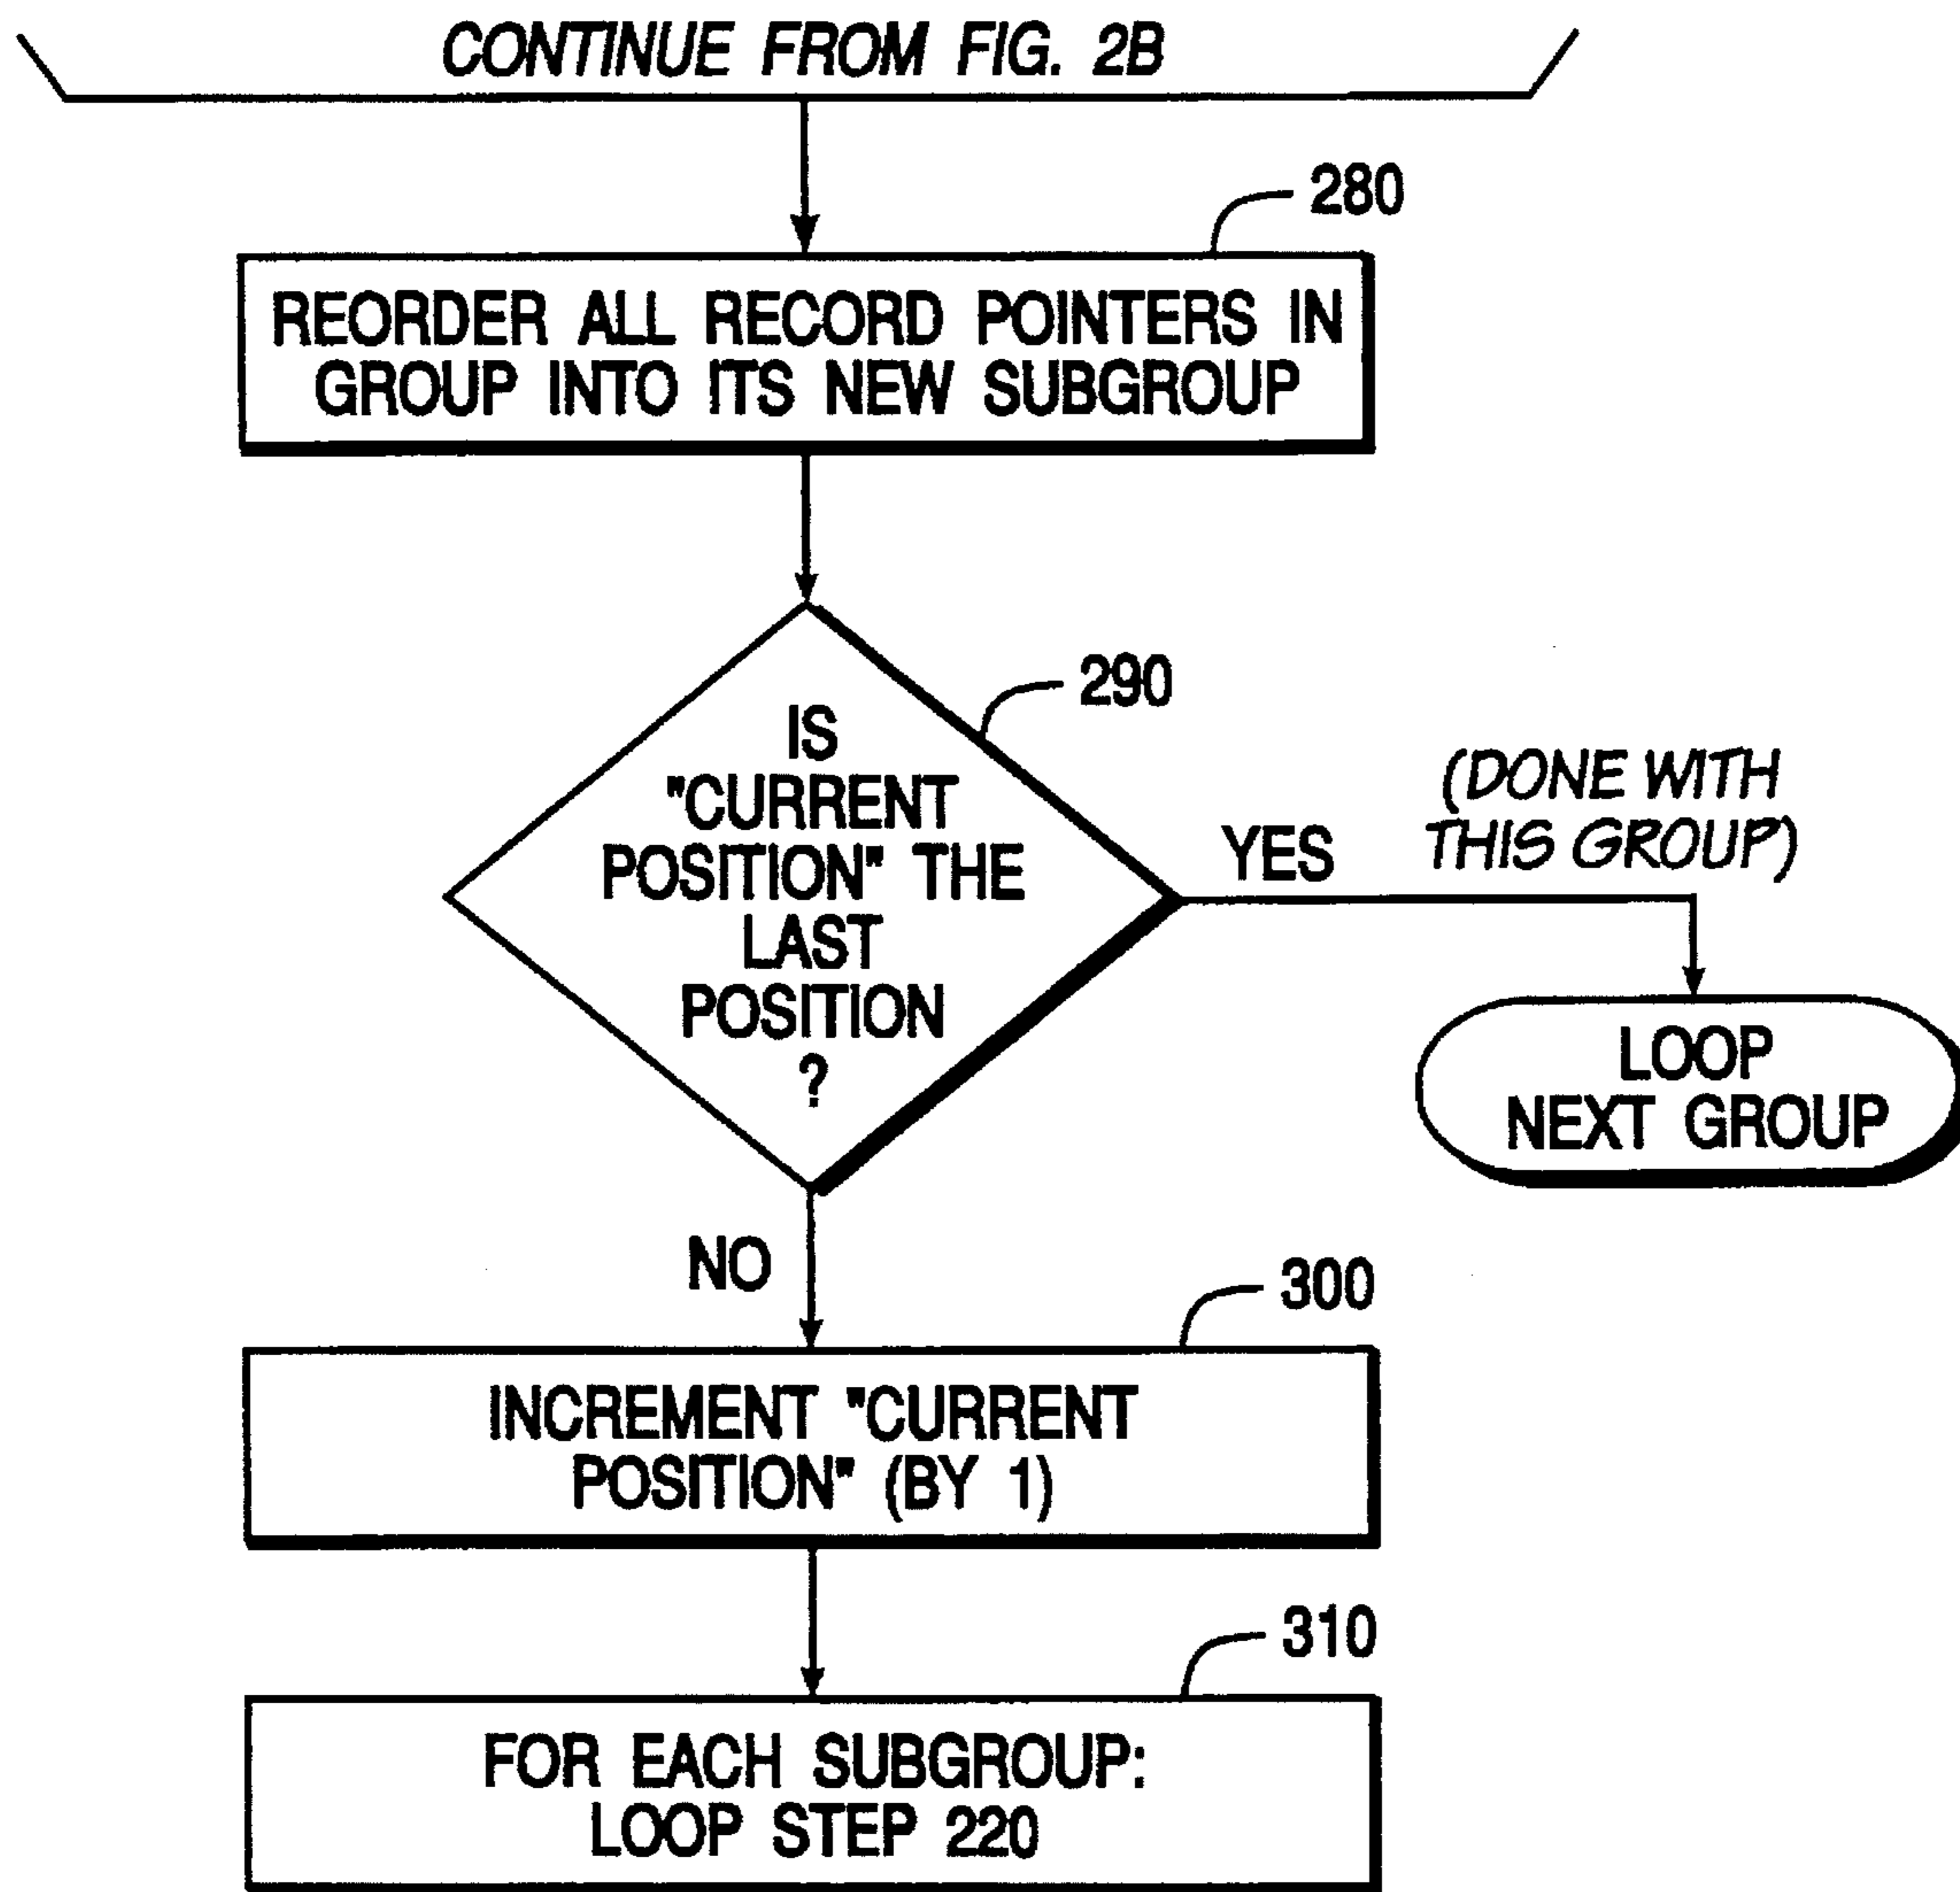 CONTINUE FROM FIG. 2B
280
REORDER ALL RECORD POINTERS IN
GROUP INTO ITS NEW SUBGROUP
290
IS
"CURRENT
POSITION" THE
LAST
POSITION
?
YES
(DONE WITH
THIS GROUP)
LOOP
NEXT GROUP
NO
300
INCREMENT "CURRENT
POSITION" (BY 1)
310
FOR EACH SUBGROUP:
LOOP STEP 220